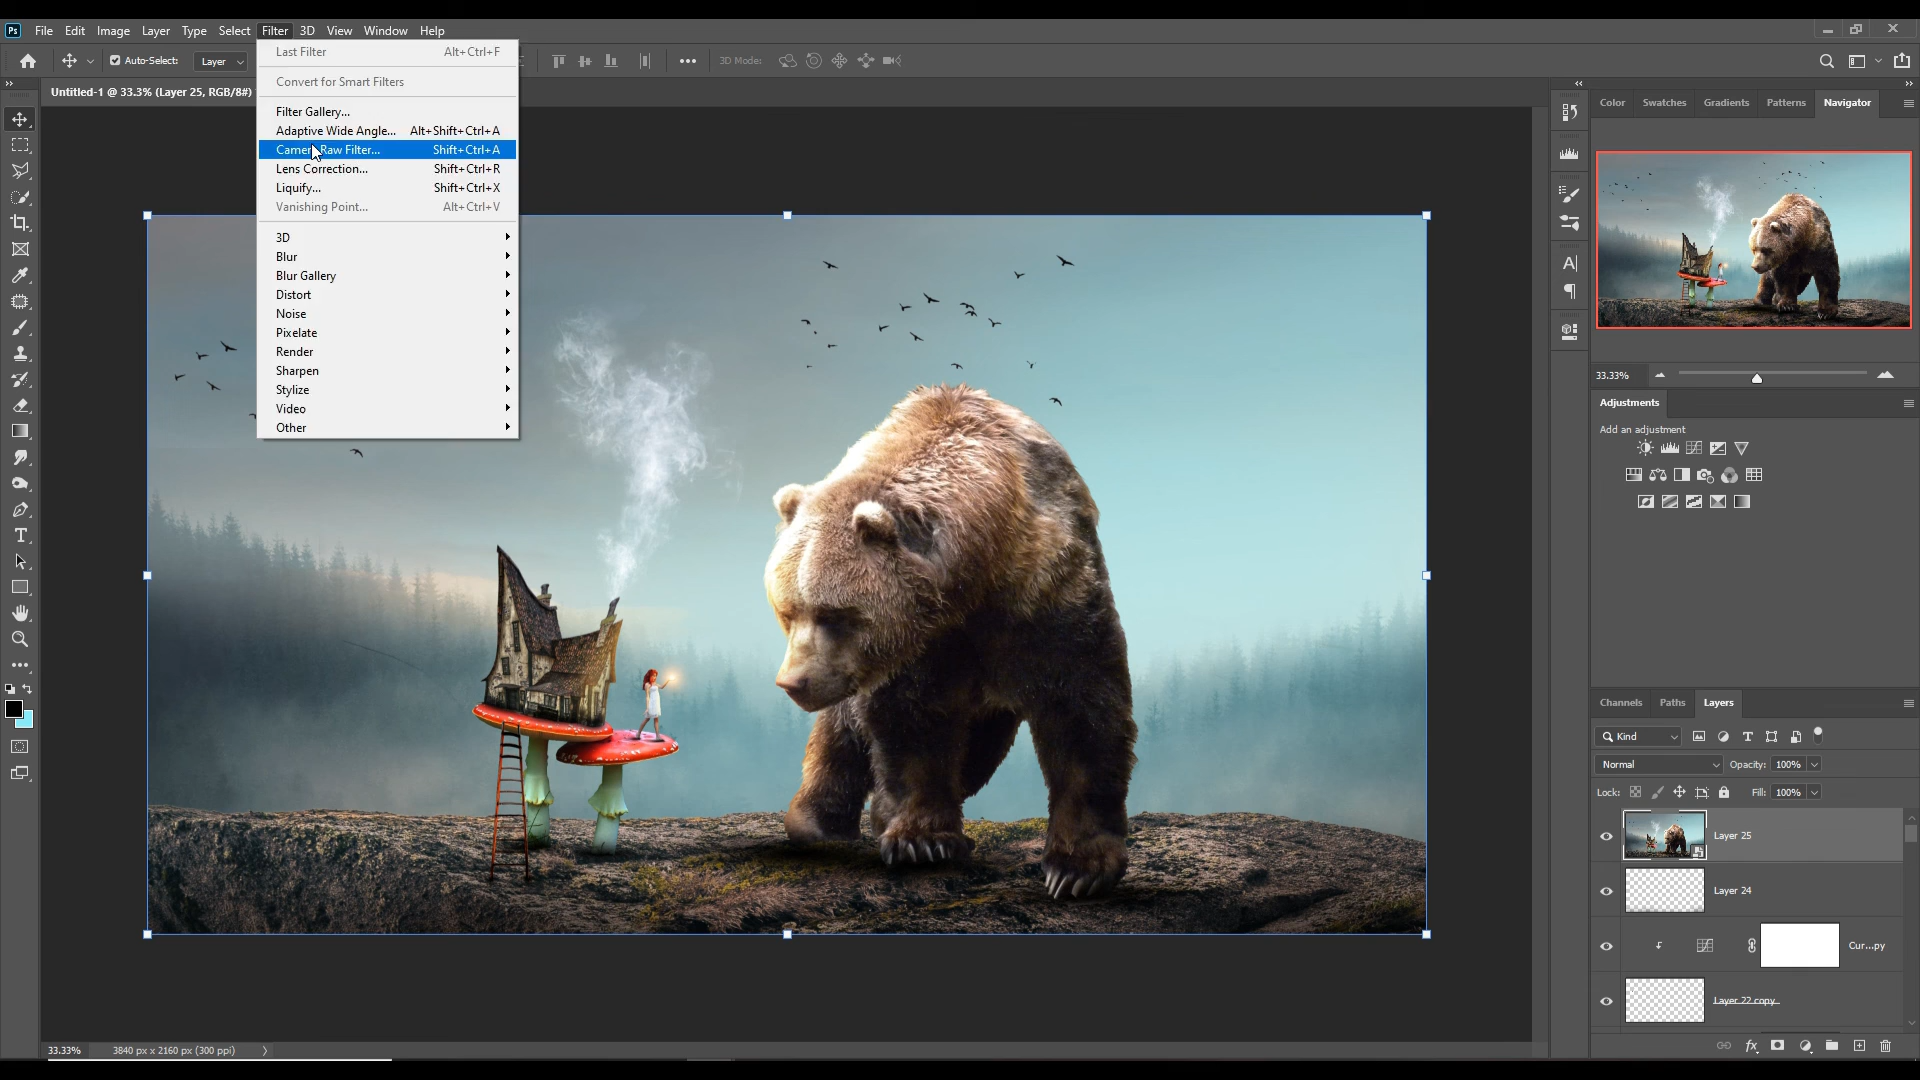 Ps File Edit Image Layer Type Select Filter 3D View Window Help
Auto-Select: Layer 3D Mode:
Untitled-1 @ 33.3% (Layer 25, RGB/8#)
Last Filter Alt+Ctrl+F
Convert for Smart Filters
Filter Gallery...
Adaptive Wide Angle... Alt+Shift+Ctrl+A
Camera Raw Filter... Shift+Ctrl+A
Lens Correction... Shift+Ctrl+R
Liquify... Shift+Ctrl+X
Vanishing Point... Alt+Ctrl+V
3D
Blur
Blur Gallery
Distort
Noise
Pixelate
Render
Sharpen
Stylize
Video
Other
Color Swatches Gradients Patterns Navigator
33.33%
Adjustments
Add an adjustment
Channels Paths Layers
Kind
Normal Opacity: 100%
Lock: Fill: 100%
Layer 25
Layer 24
Cur...py
Layer 22 copy
33.33% 3840 px x 2160 px (300 ppi)